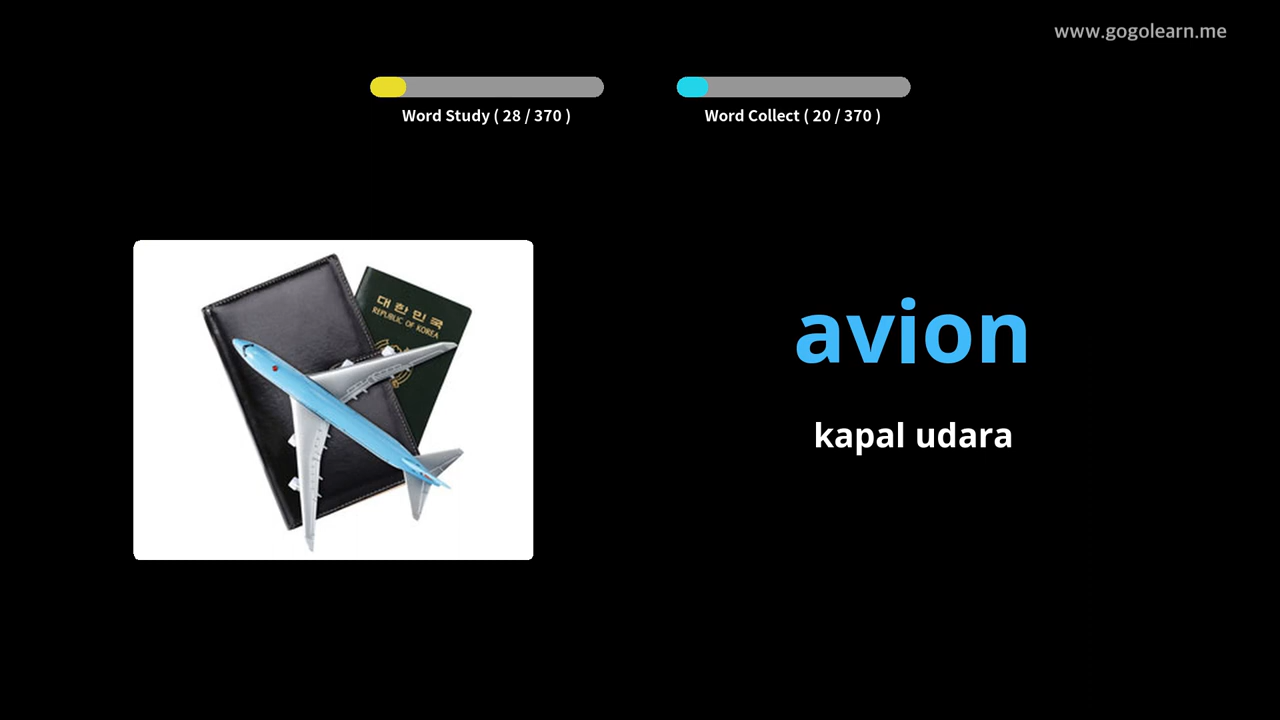 www.gogolearn.me
Word Study ( 28 / 370 )
Word Collect ( 20 / 370 )
대한민국
REPUBLIC OF KOREA
avion
kapal udara